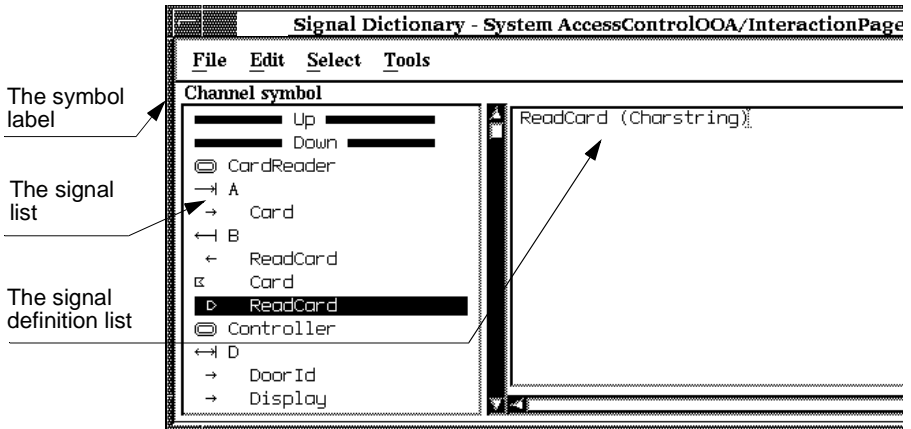 Signal Dictionary - System AccessControlOOA/InteractionPage
File Edit Select Tools
Channel symbol
Up
Down
CardReader
A
Card
B
ReadCard
Card
ReadCard
Controller
D
DoorId
Display
ReadCard (Charstring)
The symbol
label
The signal
list
The signal
definition list